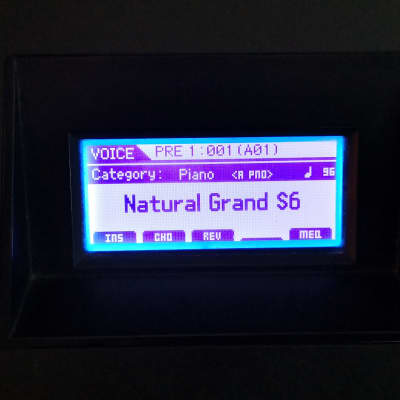 VOICE PRE 1:001(A01)
Category: Piano <A PNO> ♩ 96
Natural Grand S6
INS CHO REV MEQ